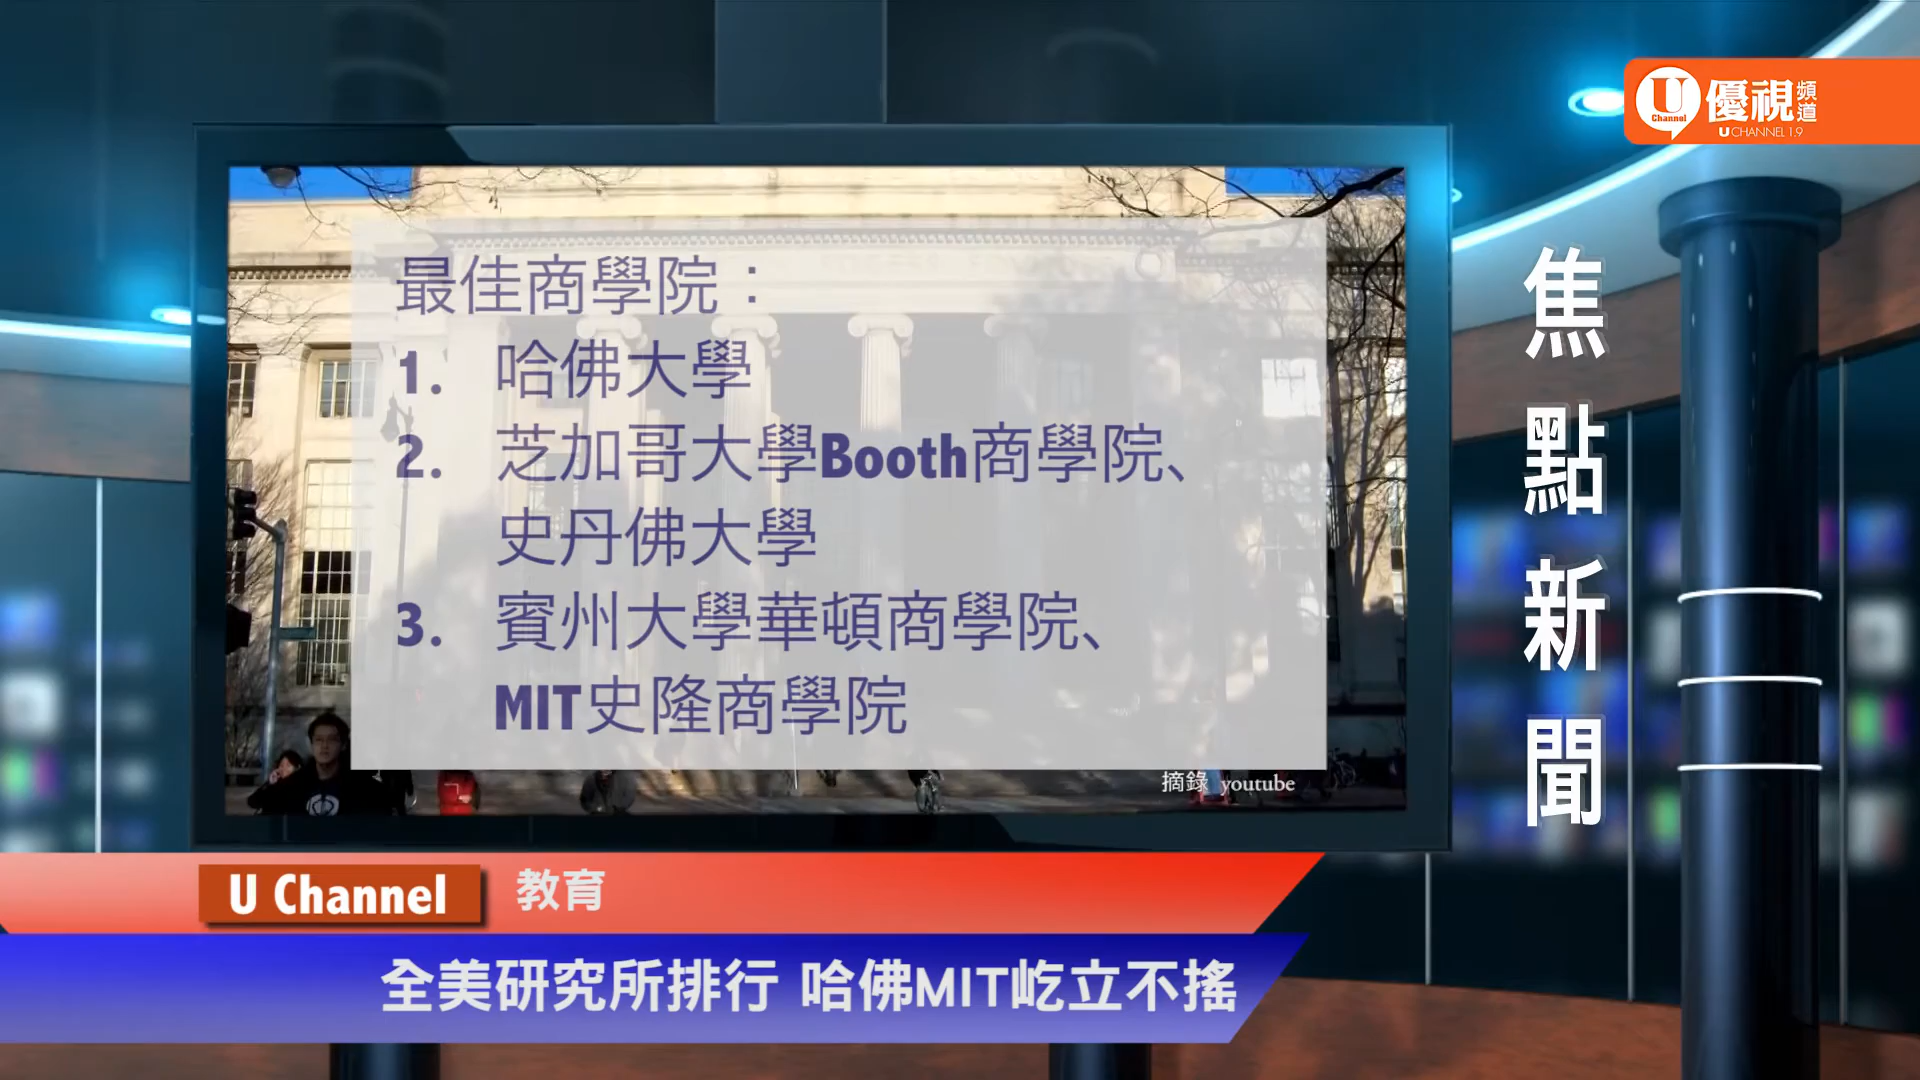 U Channel
優視頻道
UCHANNEL 1.9
最佳商學院：
1. 哈佛大學
2. 芝加哥大學Booth商學院、
史丹佛大學
3. 賓州大學華頓商學院、
MIT史隆商學院
摘錄 youtube
焦點新聞
U Channel
教育
全美研究所排行 哈佛MIT屹立不搖